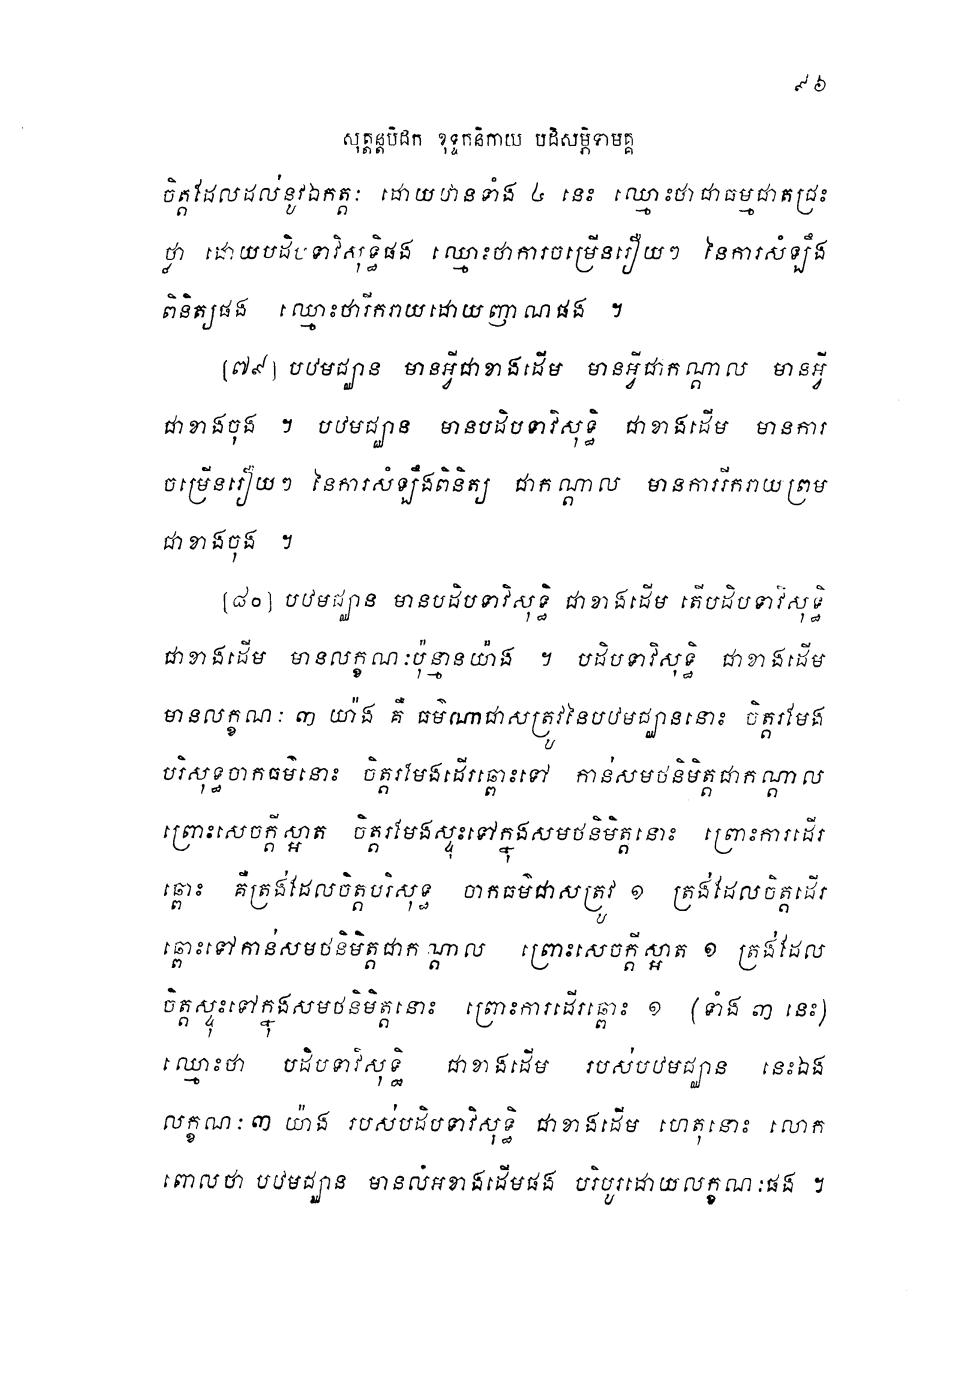 ៩៦
សុត្តន្តបិដក ខុទ្ទកនិកាយ បដិសម្ភិទាមគ្គ
ចិត្តដែលដល់នូវឯកត្តៈ ដោយឋានទាំង ៤ នេះ ឈ្មោះថាជាធម្មជាតជ្រះ
ថ្លា ដោយបដិបទាវិសុទ្ធិផង ឈ្មោះថាការចម្រើនរឿយៗ នៃការសំឡឹង
ពិនិត្យផង ឈ្មោះថារីករាយដោយញាណផង ។
(៧៩) បឋមជ្ឈាន មានអ្វីជាខាងដើម មានអ្វីជាកណ្តាល មានអ្វី
ជាខាងចុង ។ បឋមជ្ឈាន មានបដិបទាវិសុទ្ធិ ជាខាងដើម មានការ
ចម្រើនរឿយៗ នៃការសំឡឹងពិនិត្យ ជាកណ្តាល មានការរីករាយព្រម
ជាខាងចុង ។
(៨០) បឋមជ្ឈាន មានបដិបទាវិសុទ្ធិ ជាខាងដើម តើបដិបទាវិសុទ្ធិ
ជាខាងដើម មានលក្ខណៈប៉ុន្មានយ៉ាង ។ បដិបទាវិសុទ្ធិ ជាខាងដើម
មានលក្ខណៈ ៣ យ៉ាង គឺ ធម៌ណាជាសត្រូវនៃបឋមជ្ឈាននោះ ចិត្តរមែង
បរិសុទ្ធចាកធម៌នោះ ចិត្តរមែងដើរឆ្ពោះទៅ កាន់សមថនិមិត្តជាកណ្តាល
ព្រោះសេចក្តីស្អាត ចិត្តរមែងស្ទុះទៅក្នុងសមថនិមិត្តនោះ ព្រោះការដើរ
ឆ្ពោះ គឺត្រង់ដែលចិត្តបរិសុទ្ធ ចាកធម៌ជាសត្រូវ ១ ត្រង់ដែលចិត្តដើរ
ឆ្ពោះទៅកាន់សមថនិមិត្តជាកណ្តាល ព្រោះសេចក្តីស្អាត ១ ត្រង់ដែល
ចិត្តស្ទុះទៅក្នុងសមថនិមិត្តនោះ ព្រោះការដើរឆ្ពោះ ១ (ទាំង ៣ នេះ)
ឈ្មោះថា បដិបទាវិសុទ្ធិ ជាខាងដើម របស់បឋមជ្ឈាន នេះឯង
លក្ខណៈ ៣ យ៉ាង របស់បដិបទាវិសុទ្ធិ ជាខាងដើម ហេតុនោះ លោក
ពោលថា បឋមជ្ឈាន មានលំអខាងដើមផង បរិបូរដោយលក្ខណៈផង ។